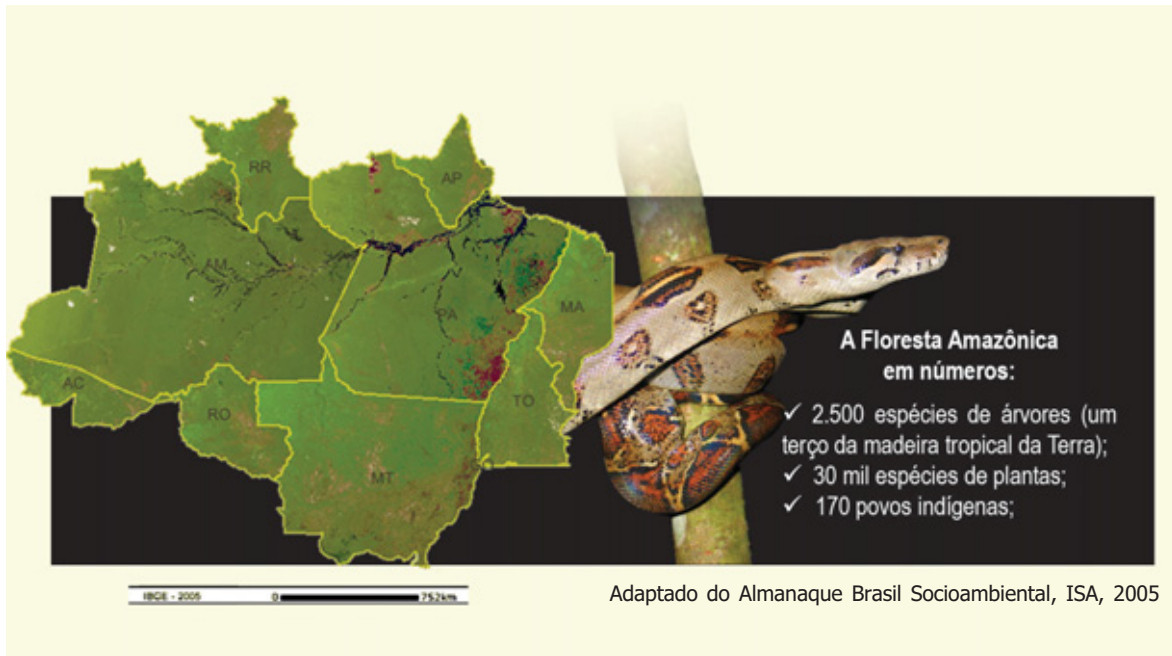 RR
AP
AM
PA
MA
AC
RO
TO
MT
A Floresta Amazônica
em números:
✓ 2.500 espécies de árvores (um
terço da madeira tropical da Terra);
✓ 30 mil espécies de plantas;
✓ 170 povos indígenas;
IBGE - 2005 0 752km
Adaptado do Almanaque Brasil Socioambiental, ISA, 2005